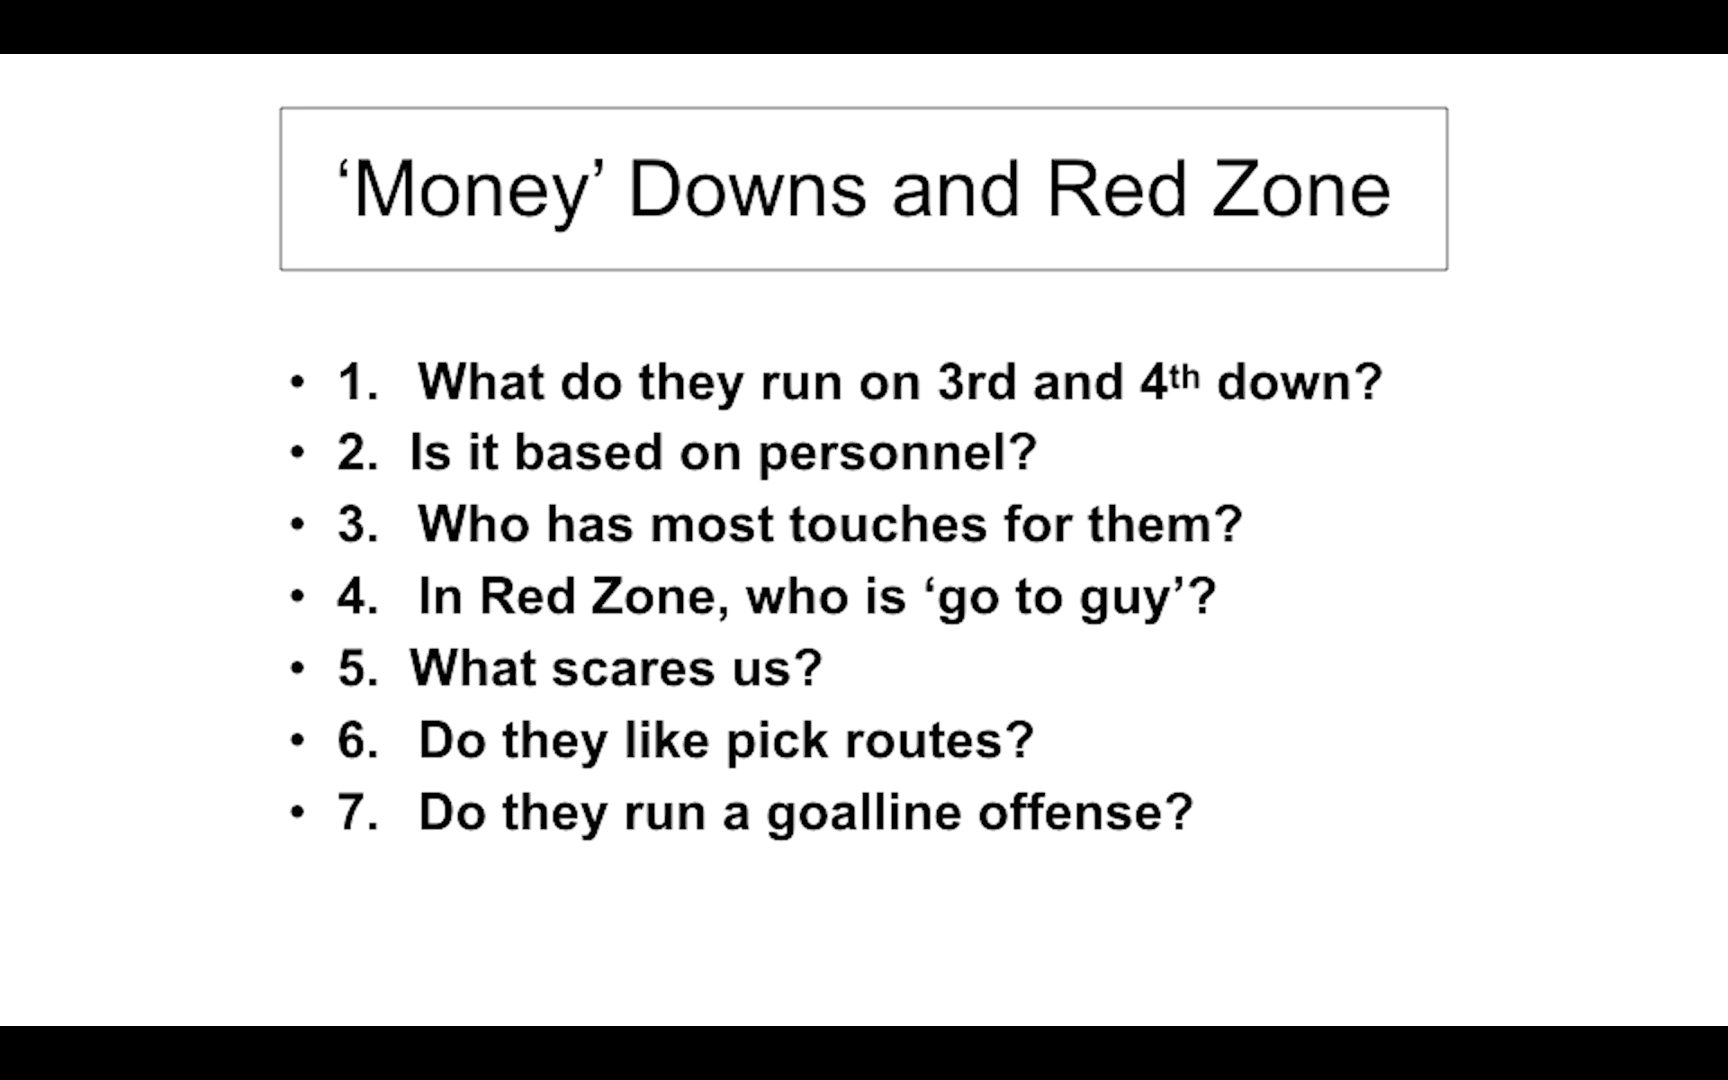 ‘Money’ Downs and Red Zone
• 1. What do they run on 3rd and 4th down?
• 2. Is it based on personnel?
• 3. Who has most touches for them?
• 4. In Red Zone, who is ‘go to guy’?
• 5. What scares us?
• 6. Do they like pick routes?
• 7. Do they run a goalline offense?